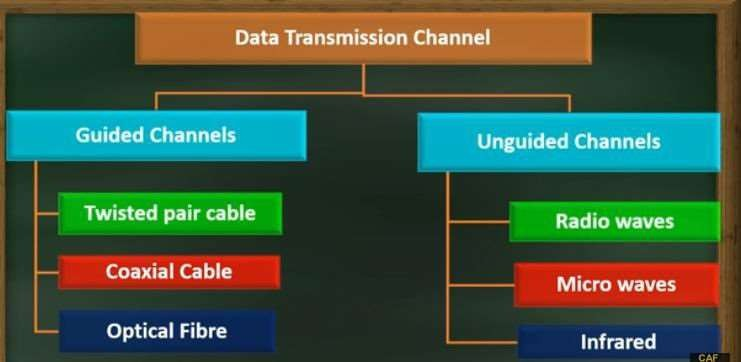 Data Transmission Channel
Guided Channels
Twisted pair cable
Coaxial Cable
Optical Fibre
Unguided Channels
Radio waves
Micro waves
Infrared
CAF